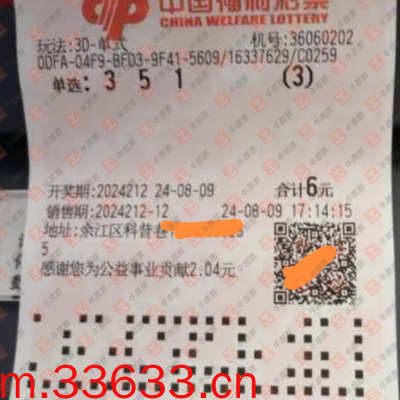 中国福利彩票
CHINA WELFARE LOTTERY
玩法:3D-单式 机号:36060202
0DFA-04F9-BFD3-9F41-5609/16337629/C0259
单选: 3 5 1 (3)
开奖期:2024212 24-08-09 合计6元
销售期:2024212-12 24-08-09 17:14:15
地址:余江区科普
5
感谢您为公益事业贡献2.04元
m.33633.cn